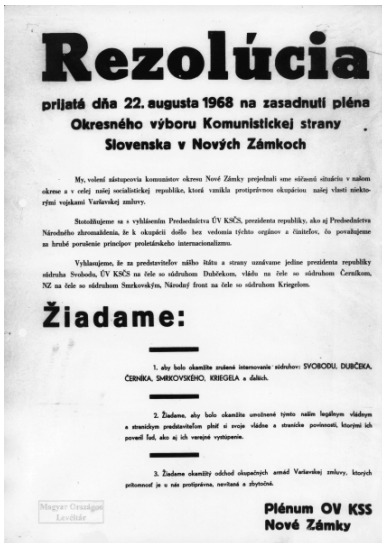 Rezolúcia
prijatá dňa 22. augusta 1968 na zasadnutí pléna
Okresného výboru Komunistickej strany
Slovenska v Nových Zámkoch
My, volení zástupcovia komunistov okresu Nové Zámky prejednali sme súčasnú situáciu v našom
okrese a v celej našej socialistickej republike, ktorá vznikla protiprávnou okupáciou našej vlasti niekto-
rými vojskami Varšavskej zmluvy.
Stotožňujeme sa s vyhlásením Predsedníctva ÚV KSČS, prezidenta republiky, ako aj Predsedníctva
Národného zhromaždenia, že k okupácii došlo bez vedomia týchto orgánov a činiteľov, čo považujeme
za hrubé porušenie princípov proletárskeho internacionalizmu.
Vyhlasujeme, že za predstaviteľov nášho štátu a strany uznávame jedine prezidenta republiky
súdruha Svobodu, ÚV KSČS na čele so súdruhom Dubčekom, vládu na čele so súdruhom Černíkom,
NZ na čele so súdruhom Smrkovským, Národný front na čele so súdruhom Kriegelom.
Žiadame:
1. aby bolo okamžite zrušené internovanie súdruhov: SVOBODU, DUBČEKA,
ČERNÍKA, SMRKOVSKÉHO, KRIEGELA a ďalších.
2. Žiadame, aby bolo okamžite umožnené týmto našim legálnym vládnym
a straníckym predstaviteľom plniť si svoje vládne a stranícke povinnosti, ktorými ich
poveril ľud, ako aj ich verejné vystúpenie.
3. Žiadame okamžitý odchod okupačných armád Varšavskej zmluvy, ktorých
prítomnosť je u nás protiprávna, nevítaná a zbytočná.
Magyar Országos
Levéltár
Plénum OV KSS
Nové Zámky